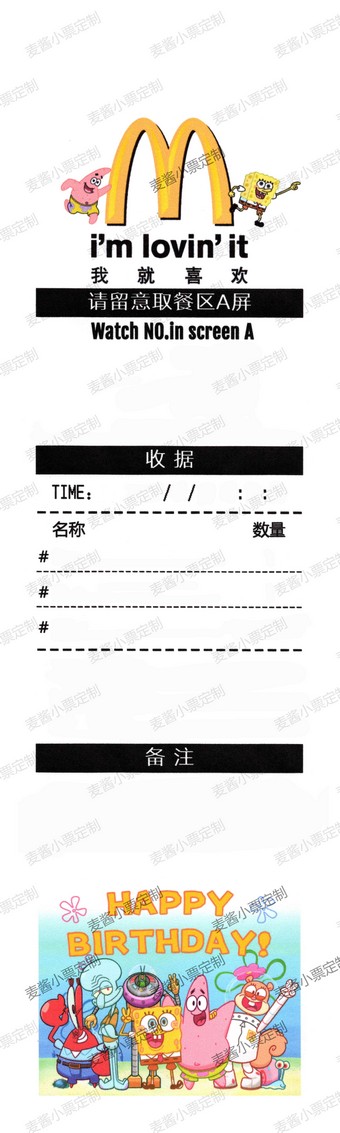 i'm lovin' it
我就喜欢
请留意取餐区A屏
Watch NO.in screen A
收据
TIME: / / : :
名称 数量
#
#
#
备注
HAPPY
BIRTHDAY!
麦酱小票定制